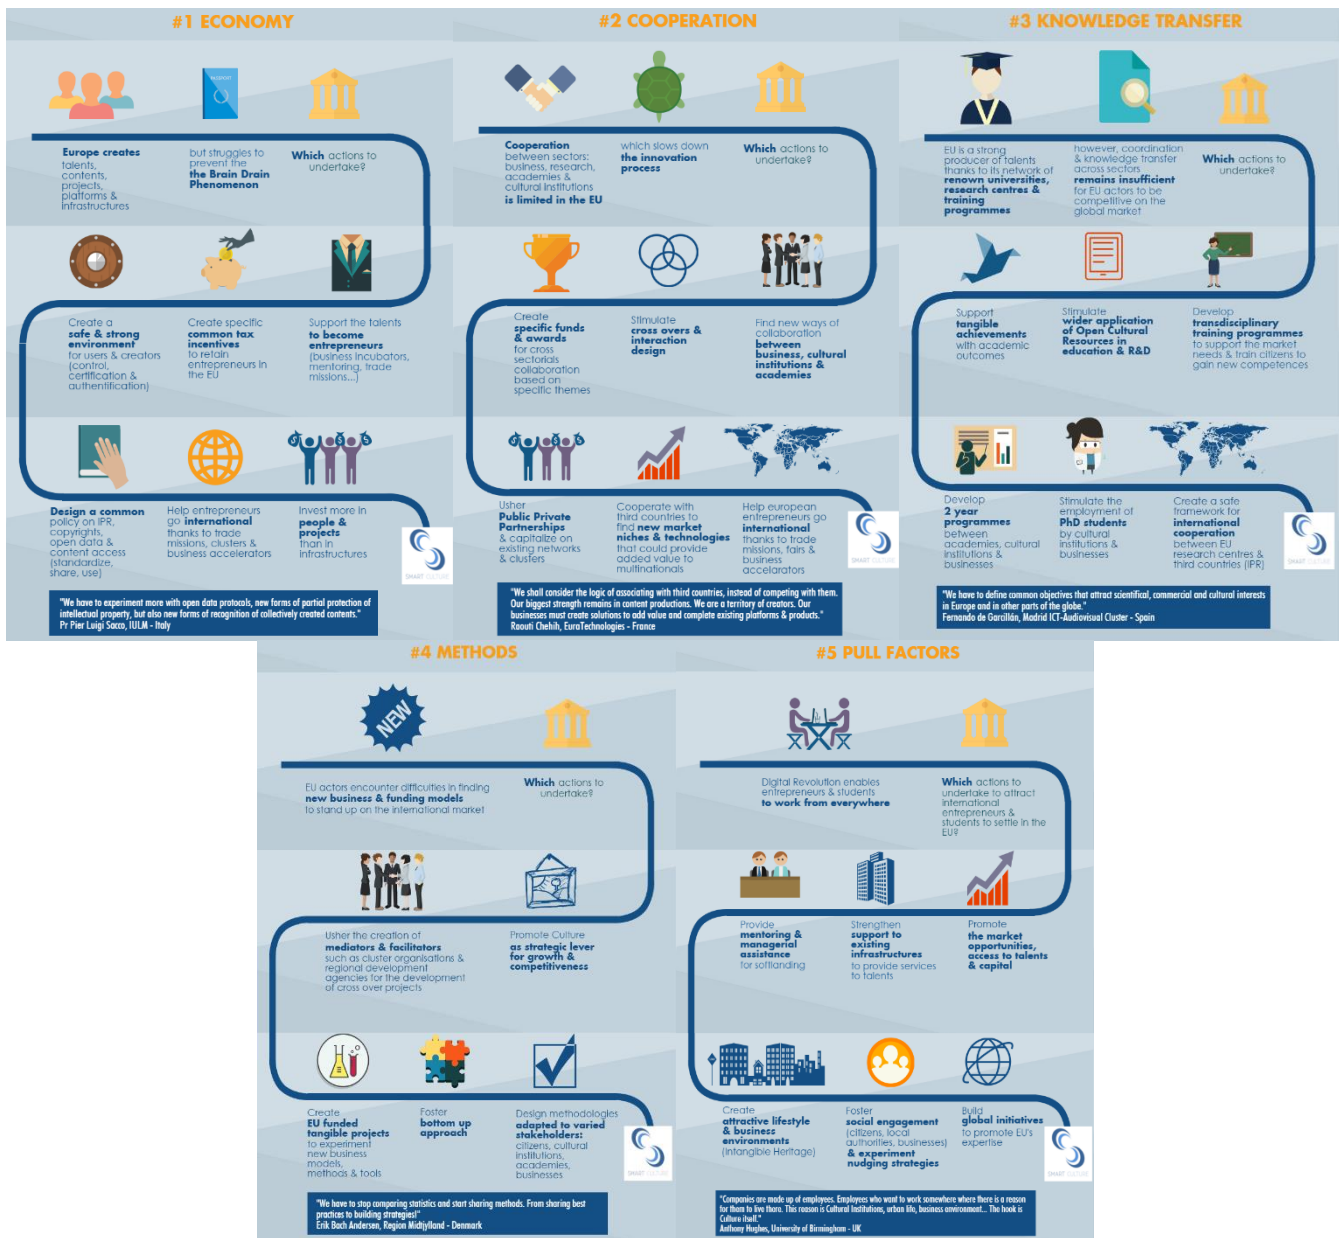 #1 ECONOMY
PASSPORT
Europe creates
talents,
contents,
projects,
platforms &
infrastructures
but struggles to
prevent the
the Brain Drain
Phenomenon
Which actions to
undertake?
Create a
safe & strong
environment
for users & creators
(control,
certification &
authentification)
Create specific
common tax
incentives
to retain
entrepreneurs in
the EU
Support the talents
to become
entrepreneurs
(business incubators,
mentoring, trade
missions...)
Design a common
policy on IPR,
copyrights,
open data &
content access
(standardize,
share, use)
Help entrepreneurs
go international
thanks to trade
missions, clusters &
business accelerators
Invest more in
people &
projects
than in
infrastructures
SMART CULTURE
"We have to experiment more with open data protocols, new forms of partial protection of
intellectual property, but also new forms of recognition of collectively created contents."
Pr Pier Luigi Sacco, IULM - Italy
#2 COOPERATION
Cooperation
between sectors:
business, research,
academies &
cultural institutions
is limited in the EU
which slows down
the innovation
process
Which actions to
undertake?
Create
specific funds
& awards
for cross
sectorials
collaboration
based on
specific themes
Stimulate
cross overs &
interaction
design
Find new ways of
collaboration
between
business, cultural
institutions &
academies
Usher
Public Private
Partnerships
& capitalize on
existing networks
& clusters
Cooperate with
third countries to
find new market
niches & technologies
that could provide
added value to
multinationals
Help european
entrepreneurs go
international
thanks to trade
missions, fairs &
business
accelarators
SMART CULTURE
"We shall consider the logic of associating with third countries, instead of competing with them.
Our biggest strength remains in content productions. We are a territory of creators. Our
businesses must create solutions to add value and complete existing platforms & products."
Raouti Chehih, EuraTechnologies - France
#3 KNOWLEDGE TRANSFER
EU is a strong
producer of talents
thanks to its network of
renown universities,
research centres &
training
programmes
however, coordination
& knowledge transfer
across sectors
remains insufficient
for EU actors to be
competitive on the
global market
Which actions to
undertake?
Support
tangible
achievements
with academic
outcomes
Stimulate
wider application
of Open Cultural
Resources in
education & R&D
Develop
transdisciplinary
training programmes
to support the market
needs & train citizens to
gain new competences
Develop
2 year
programmes
between
academies, cultural
institutions &
businesses
Stimulate the
employment of
PhD students
by cultural
institutions &
businesses
Create a safe
framework for
international
cooperation
between EU
research centres &
third countries (IPR)
SMART CULTURE
"We have to define common objectives that attract scientifical, commercial and cultural interests
in Europe and in other parts of the globe."
Fernando de Garcillán, Madrid ICT-Audiovisual Cluster - Spain
#4 METHODS
NEW
EU actors encounter difficulties in finding
new business & funding models
to stand up on the international market
Which actions to
undertake?
Usher the creation of
mediators & facilitators
such as cluster organisations &
regional development
agencies for the development
of cross over projects
Promote Culture
as strategic lever
for growth &
competitiveness
Create
EU funded
tangible projects
to experiment
new business
models,
methods & tools
Foster
bottom up
approach
Design methodologies
adapted to varied
stakeholders:
citizens, cultural
institutions,
academies,
businesses
SMART CULTURE
"We have to stop comparing statistics and start sharing methods. From sharing best
practices to building strategies!"
Erik Bach Andersen, Region Midtjylland - Denmark
#5 PULL FACTORS
Digital Revolution enables
entrepreneurs & students
to work from everywhere
Which actions to
undertake to attract
international
entrepreneurs &
students to settle in the
EU?
Provide
mentoring &
managerial
assistance
for softlanding
Strengthen
support to
existing
infrastructures
to provide services
to talents
Promote
the market
opportunities,
access to talents
& capital
Create
attractive lifestyle
& business
environments
(Intangible Heritage)
Foster
social engagement
(citizens, local
authorities, businesses)
& experiment
nudging strategies
Build
global initiatives
to promote EU's
expertise
SMART CULTURE
"Companies are made up of employees. Employees who want to work somewhere where there is a reason
for them to live there. This reason is Cultural Institutions, urban life, business environment... The hook is
Culture itself."
Anthony Hughes, University of Birmingham - UK